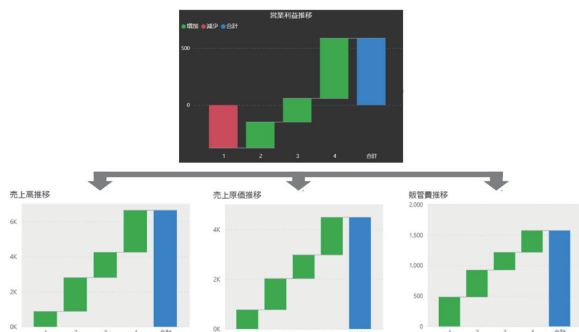 営業利益推移
増加 減少 合計
500
0
1 2 3 4 合計
売上高推移
6K
4K
2K
0K
売上原価推移
4K
2K
0K
販管費推移
2,000
1,500
1,000
500
0